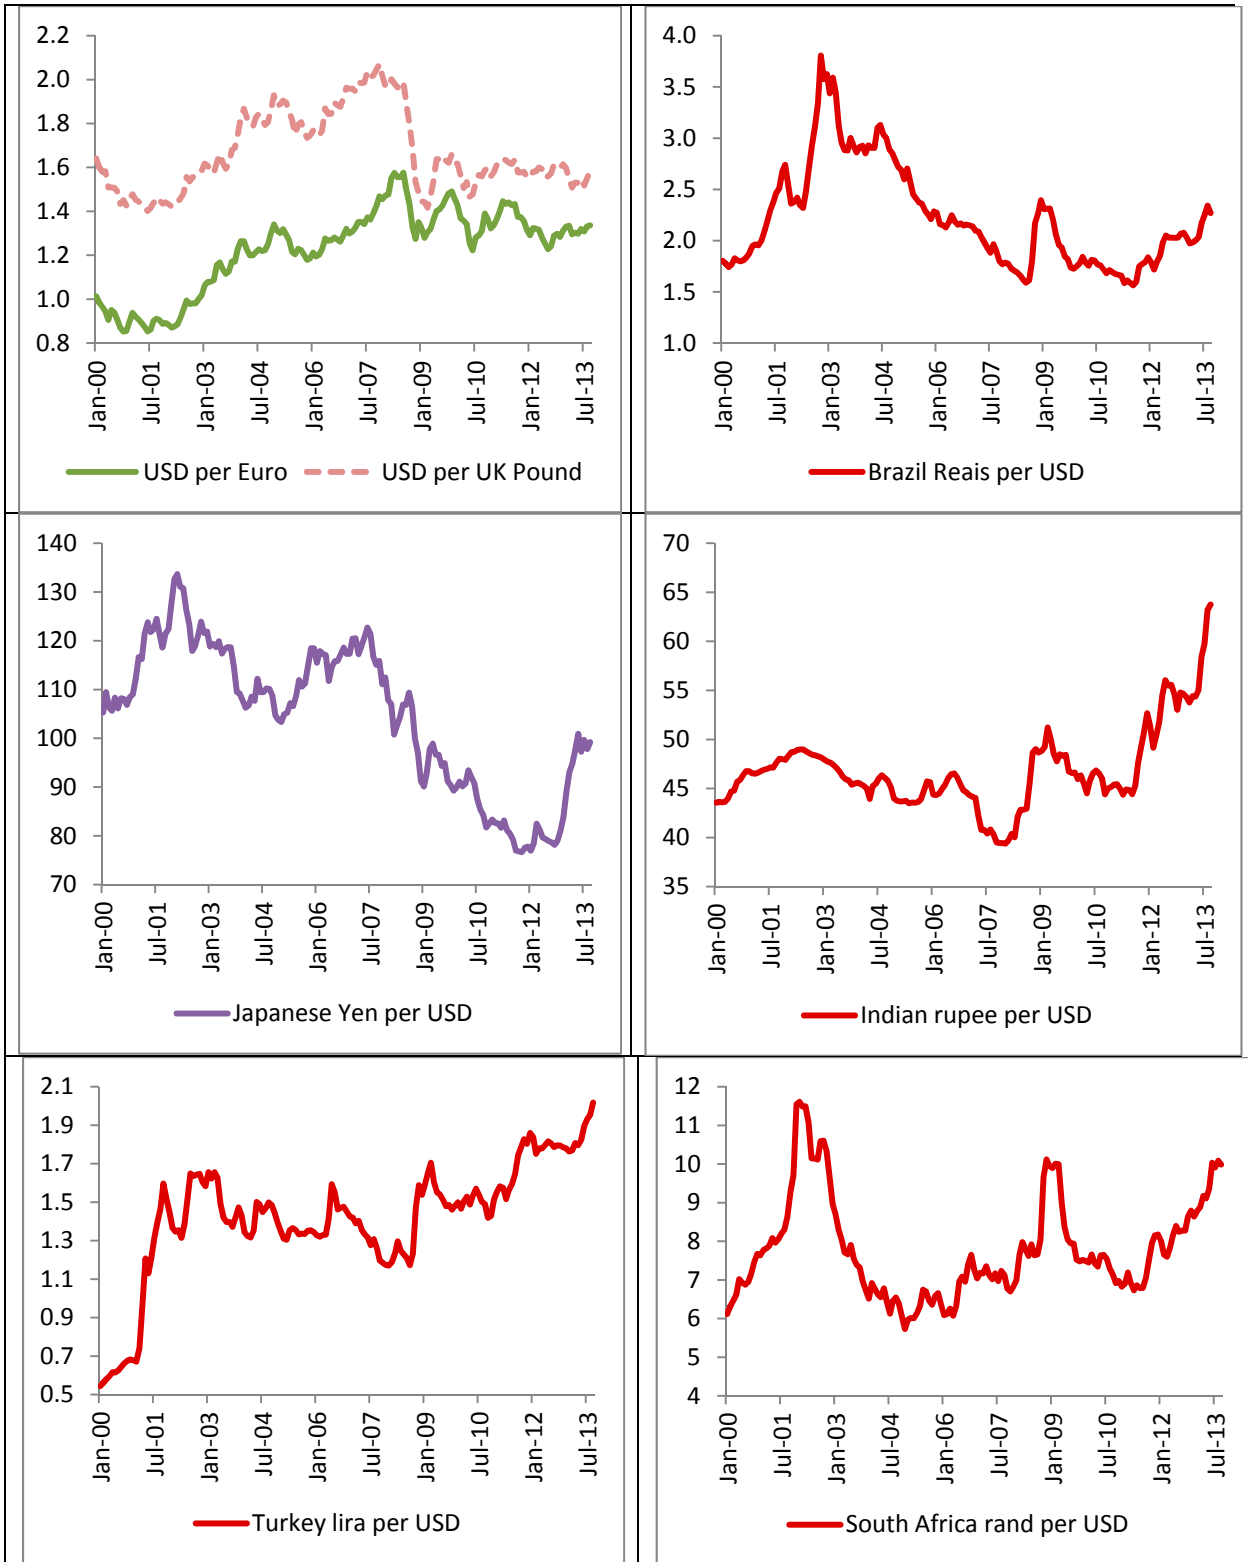 2.2
2.0
1.8
1.6
1.4
1.2
1.0
0.8
Jan-00
Jul-01
Jan-03
Jul-04
Jan-06
Jul-07
Jan-09
Jul-10
Jan-12
Jul-13
USD per Euro USD per UK Pound
4.0
3.5
3.0
2.5
2.0
1.5
1.0
Jan-00
Jul-01
Jan-03
Jul-04
Jan-06
Jul-07
Jan-09
Jul-10
Jan-12
Jul-13
Brazil Reais per USD
140
130
120
110
100
90
80
70
Jan-00
Jul-01
Jan-03
Jul-04
Jan-06
Jul-07
Jan-09
Jul-10
Jan-12
Jul-13
Japanese Yen per USD
70
65
60
55
50
45
40
35
Jan-00
Jul-01
Jan-03
Jul-04
Jan-06
Jul-07
Jan-09
Jul-10
Jan-12
Jul-13
Indian rupee per USD
2.1
1.9
1.7
1.5
1.3
1.1
0.9
0.7
0.5
Jan-00
Jul-01
Jan-03
Jul-04
Jan-06
Jul-07
Jan-09
Jul-10
Jan-12
Jul-13
Turkey lira per USD
12
11
10
9
8
7
6
5
4
Jan-00
Jul-01
Jan-03
Jul-04
Jan-06
Jul-07
Jan-09
Jul-10
Jan-12
Jul-13
South Africa rand per USD